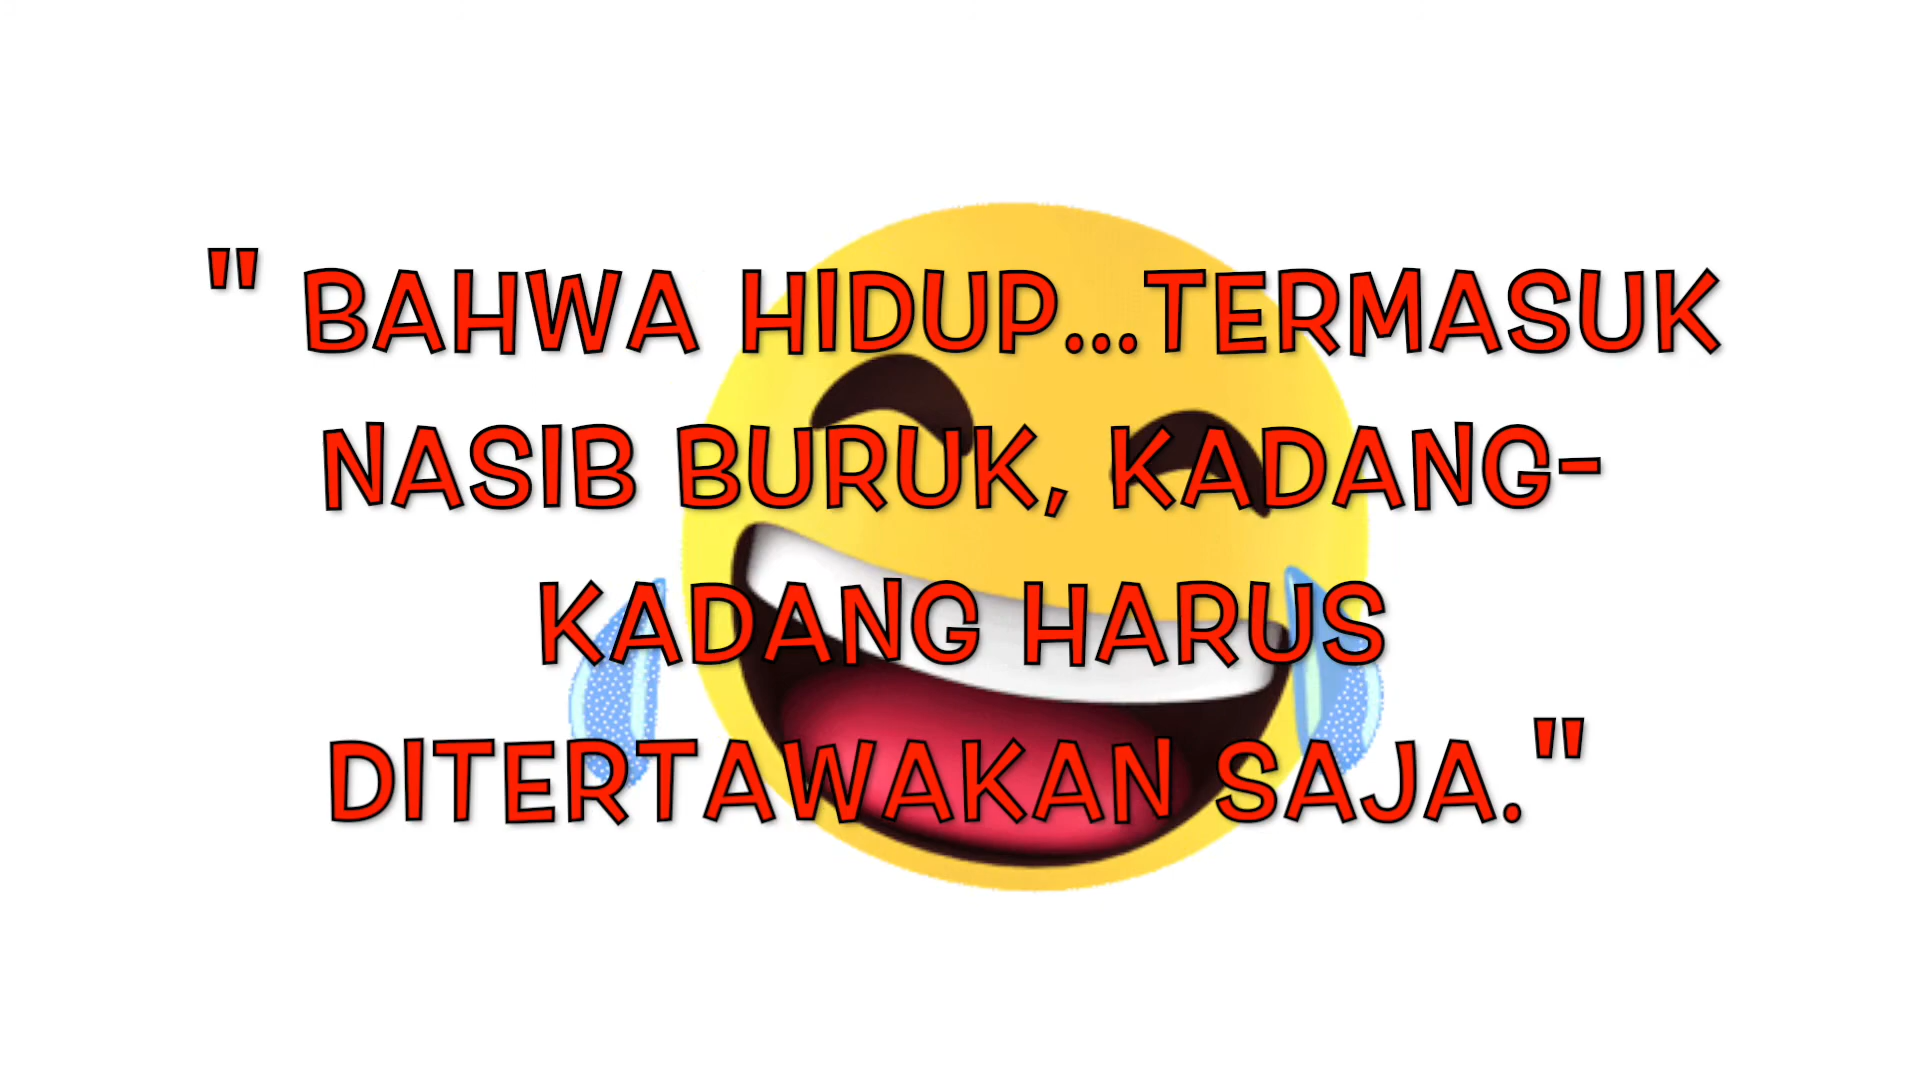 " BAHWA HIDUP...TERMASUK
NASIB BURUK, KADANG-
KADANG HARUS
DITERTAWAKAN SAJA."